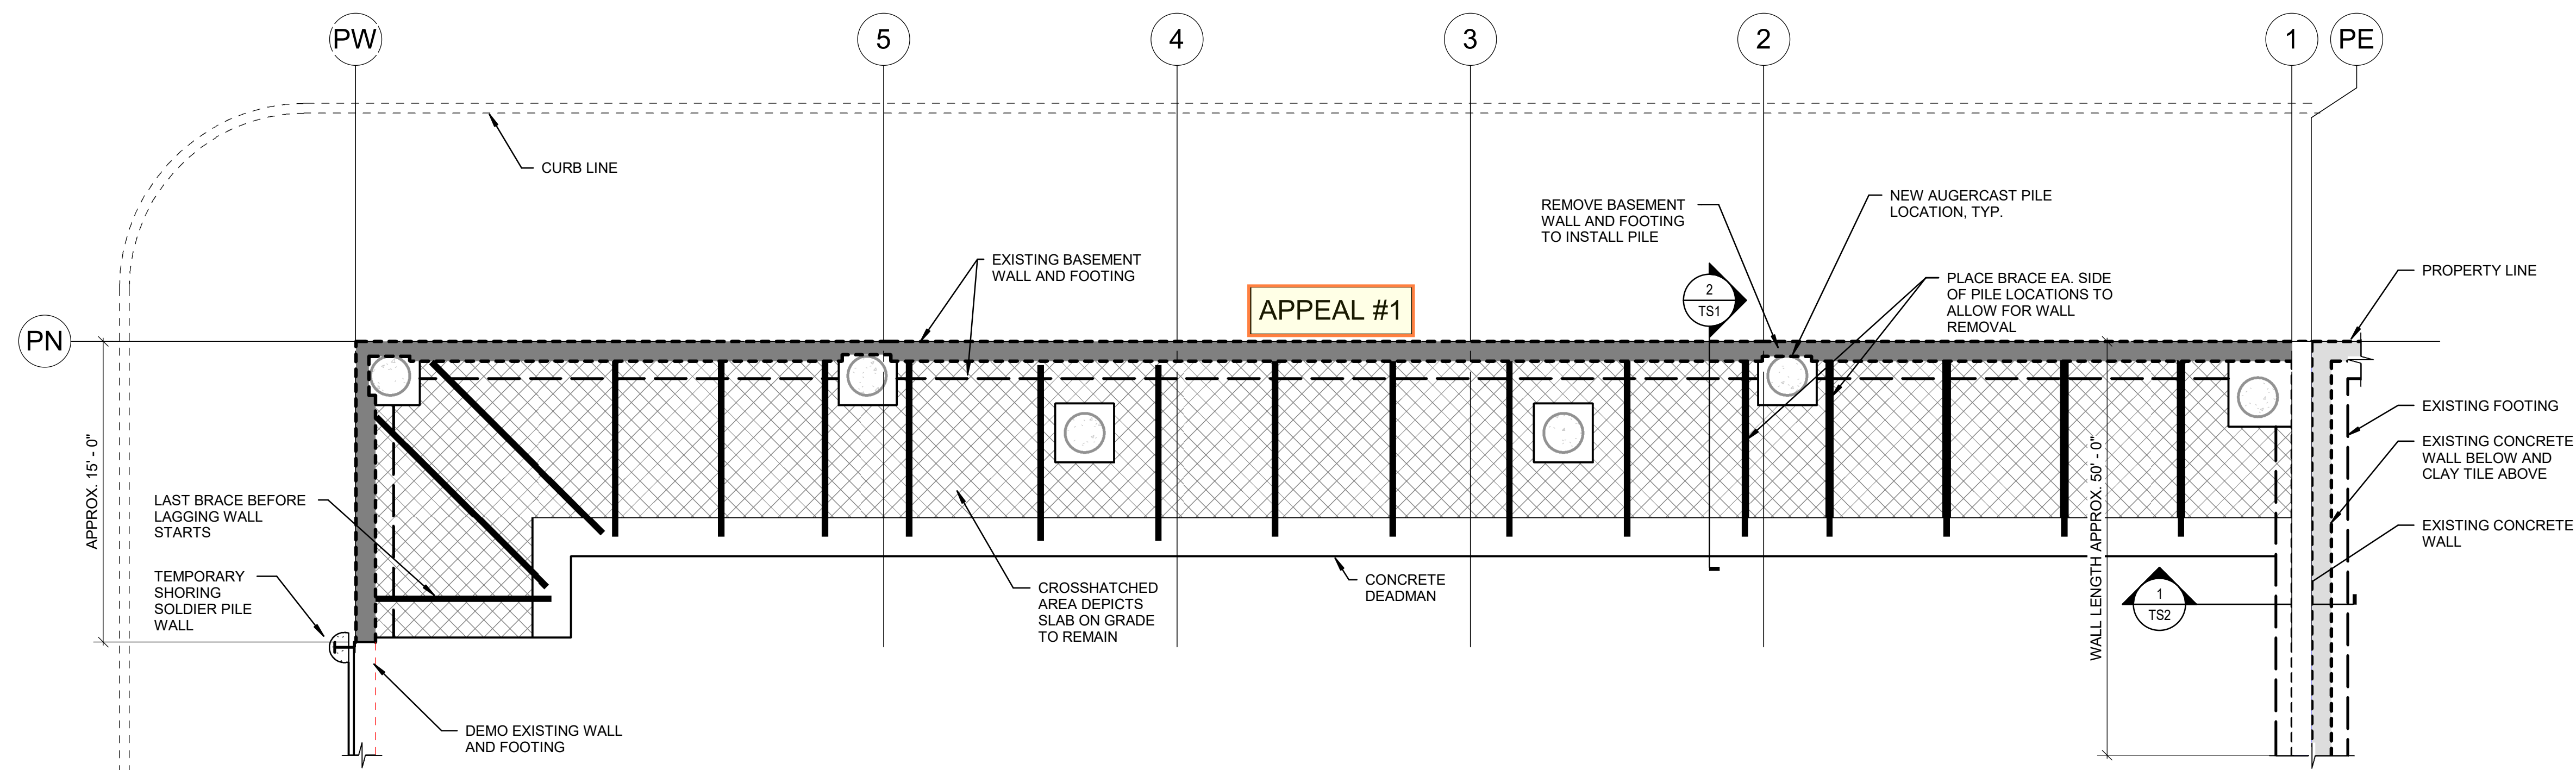 PW
5
4
3
2
1
PE
CURB LINE
REMOVE BASEMENT
WALL AND FOOTING
TO INSTALL PILE
NEW AUGERCAST PILE
LOCATION, TYP.
EXISTING BASEMENT
WALL AND FOOTING
APPEAL #1
2
TS1
PLACE BRACE EA. SIDE
OF PILE LOCATIONS TO
ALLOW FOR WALL
REMOVAL
PROPERTY LINE
PN
APPROX. 15' - 0"
EXISTING FOOTING
EXISTING CONCRETE
WALL BELOW AND
CLAY TILE ABOVE
EXISTING CONCRETE
WALL
WALL LENGTH APPROX. 50' - 0"
LAST BRACE BEFORE
LAGGING WALL
STARTS
TEMPORARY
SHORING
SOLDIER PILE
WALL
CROSSHATCHED
AREA DEPICTS
SLAB ON GRADE
TO REMAIN
CONCRETE
DEADMAN
1
TS2
DEMO EXISTING WALL
AND FOOTING